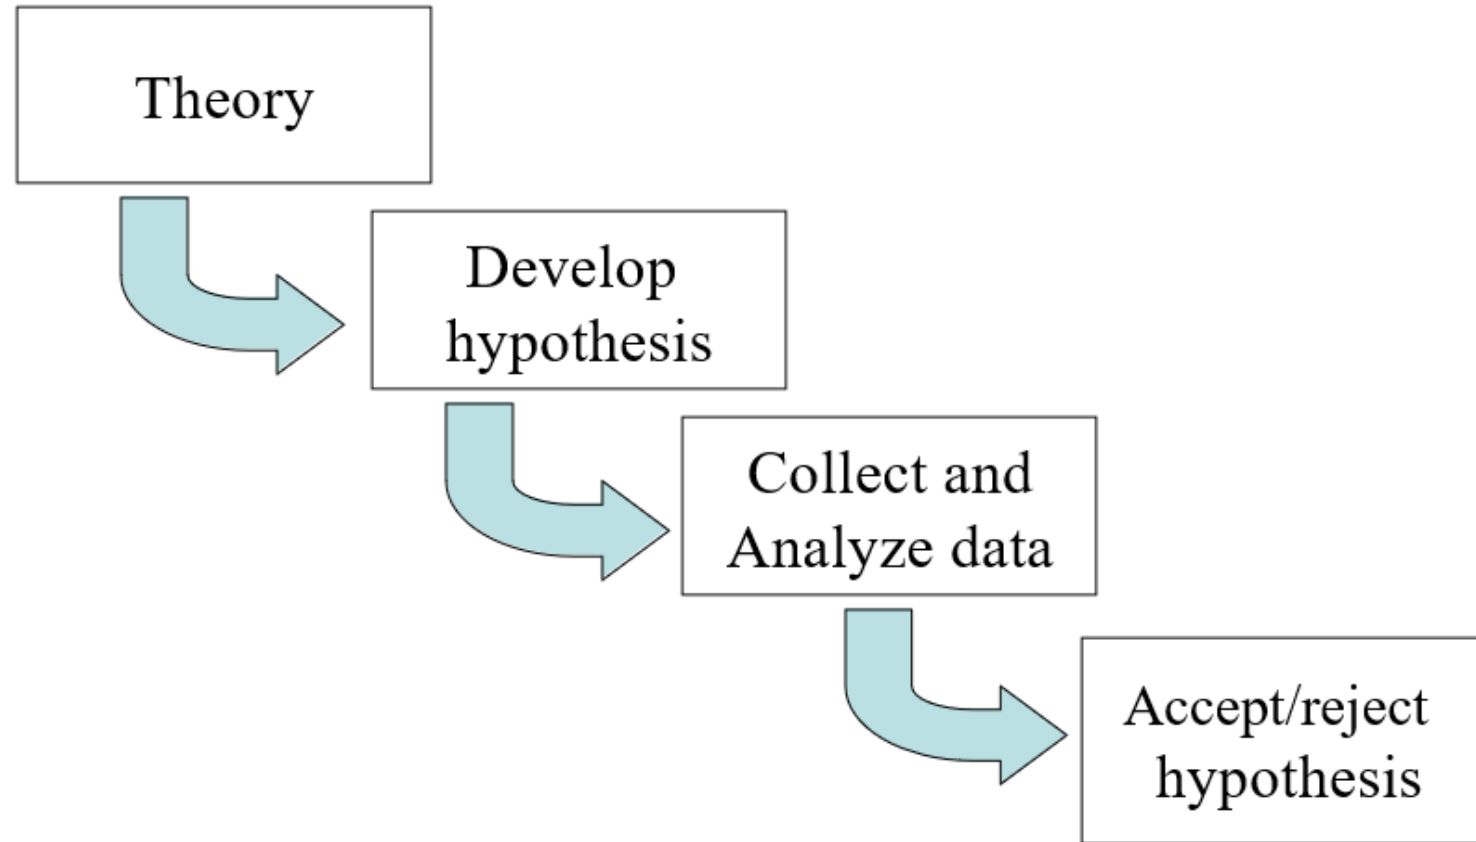 Theory
Develop
hypothesis
Collect and
Analyze data
Accept/reject
hypothesis